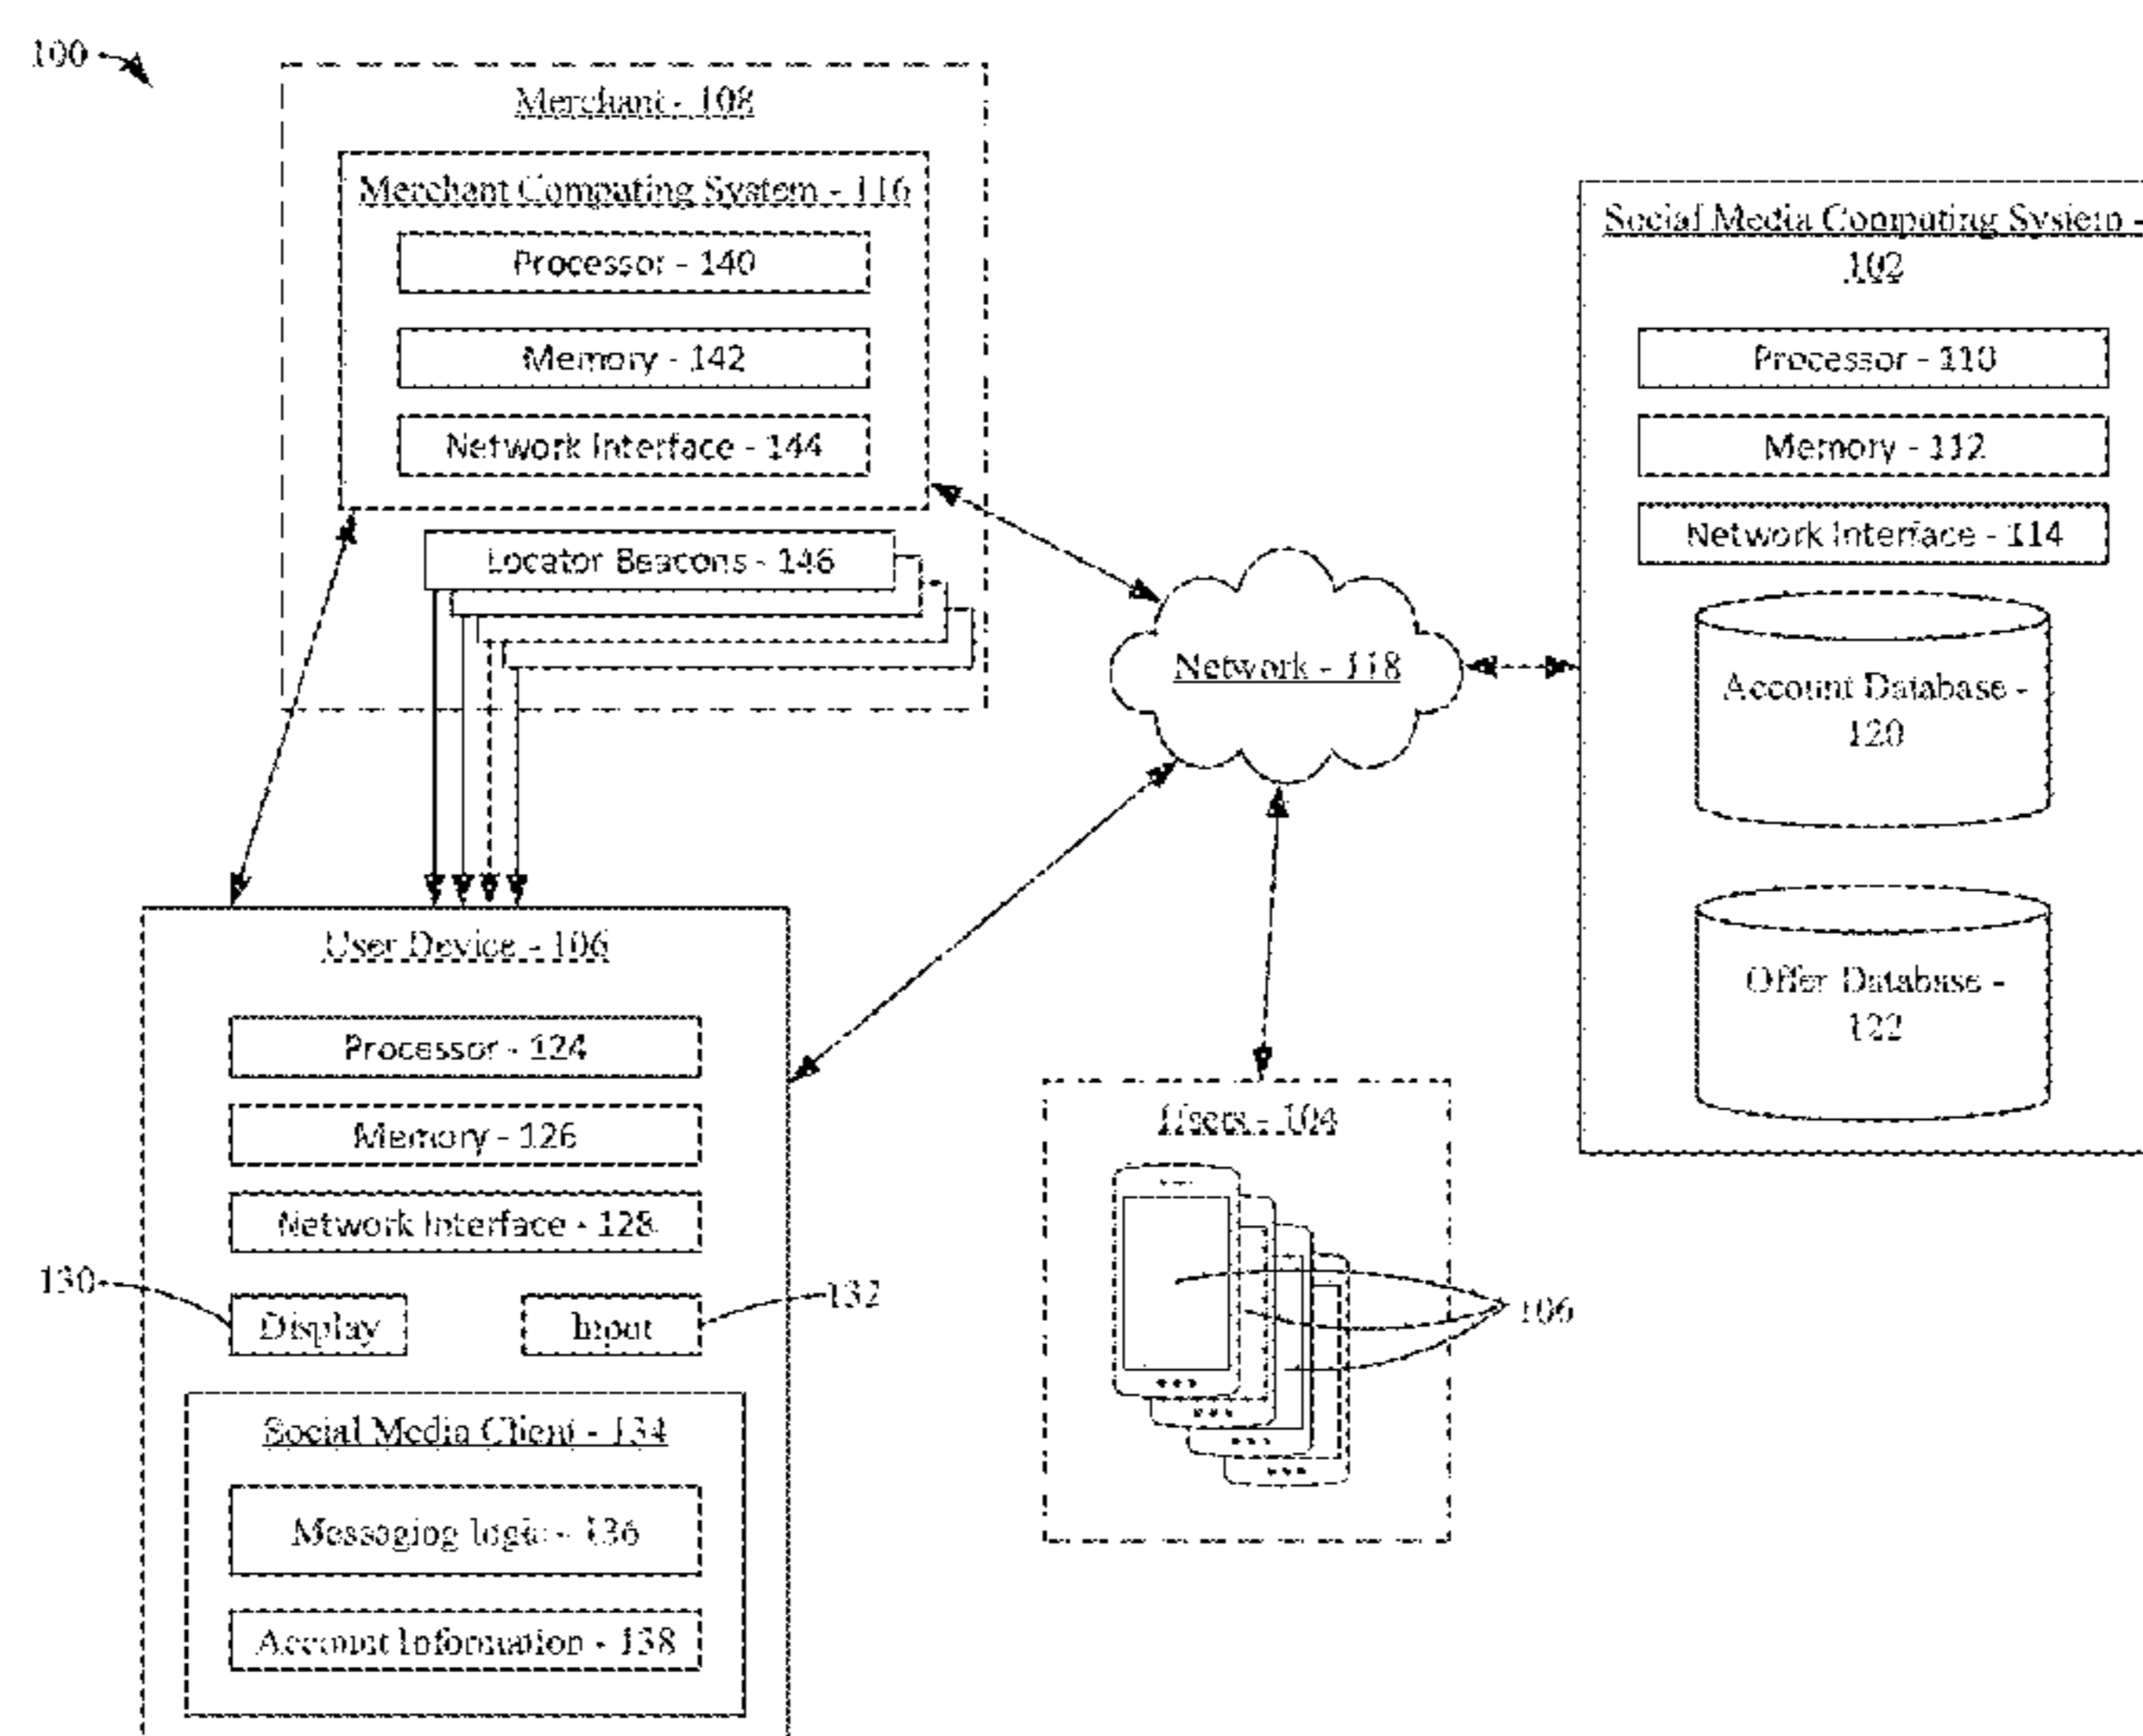 100
Merchant - 108
Merchant Computing System - 116
Processor - 140
Memory - 142
Network Interface - 144
Locator Beacons - 146
Social Media Computing System -
102
Processor - 110
Memory - 112
Network Interface - 114
Account Database -
120
Offer Database -
122
Network - 118
User Device - 106
Processor - 124
Memory - 126
Network Interface - 128
130
Display
Input
132
Social Media Client - 134
Messaging logic - 136
Account Information - 138
Users - 104
106